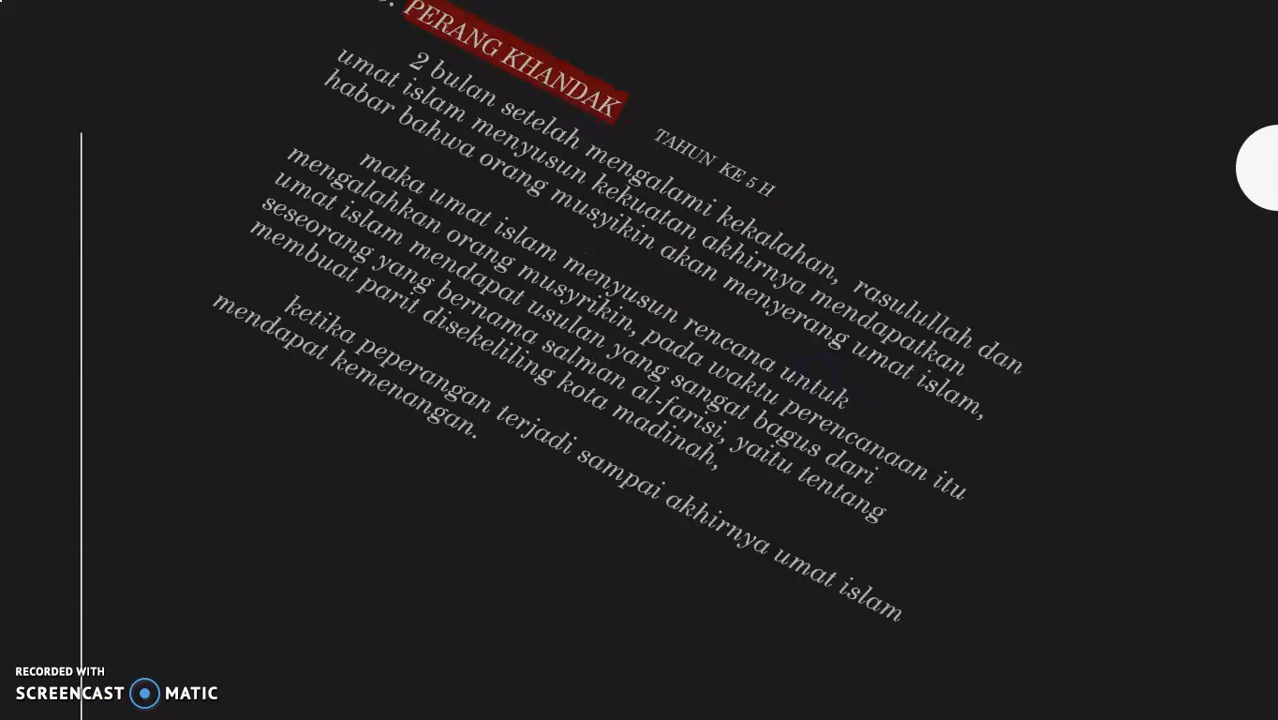 PERANG KHANDAK
TAHUN KE 5 H
2 bulan setelah mengalami kekalahan, rasulullah dan
umat islam menyusun kekuatan akhirnya mendapatkan
habar bahwa orang musyikin akan menyerang umat islam,
maka umat islam menyusun rencana untuk
mengalahkan orang musyrikin, pada waktu perencanaan itu
umat islam mendapat usulan yang sangat bagus dari
seseorang yang bernama salman al-farisi, yaitu tentang
membuat parit disekeliling kota madinah,
ketika peperangan terjadi sampai akhirnya umat islam
mendapat kemenangan.
RECORDED WITH
SCREENCAST MATIC